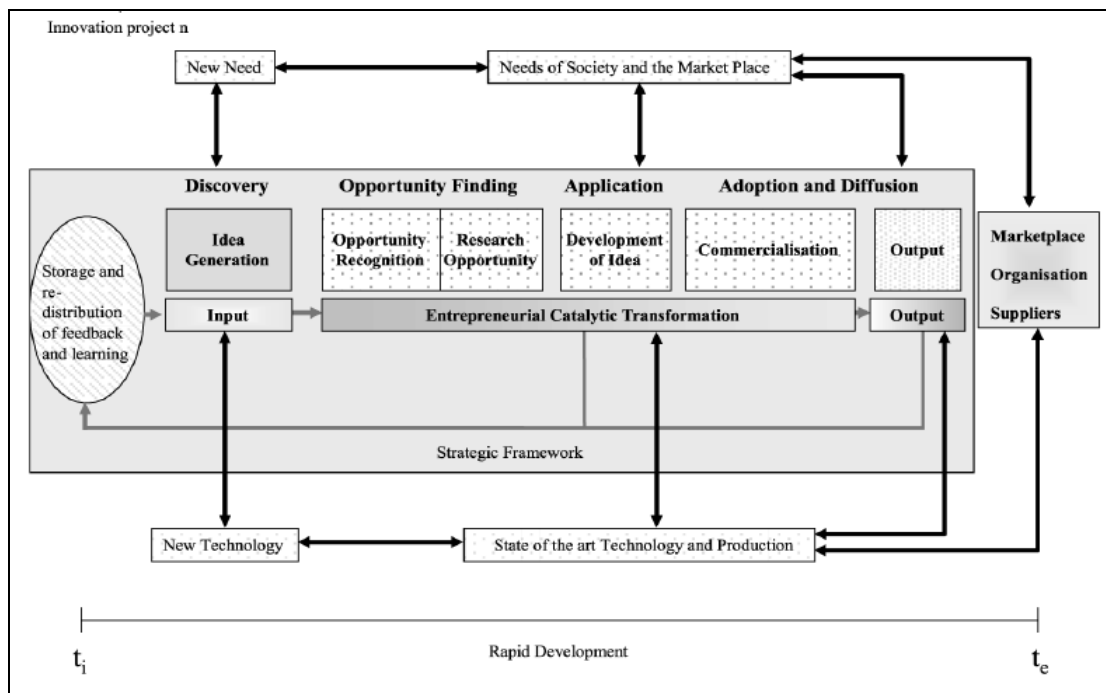 Innovation project n
New Need
Needs of Society and the Market Place
Discovery
Opportunity Finding
Application
Adoption and Diffusion
Idea
Generation
Opportunity
Recognition
Research
Opportunity
Development
of Idea
Commercialisation
Output
Marketplace
Organisation
Suppliers
Storage and
re-
distribution
of feedback
and learning
Input
Entrepreneurial Catalytic Transformation
Output
Strategic Framework
New Technology
State of the art Technology and Production
Rapid Development
ti
te